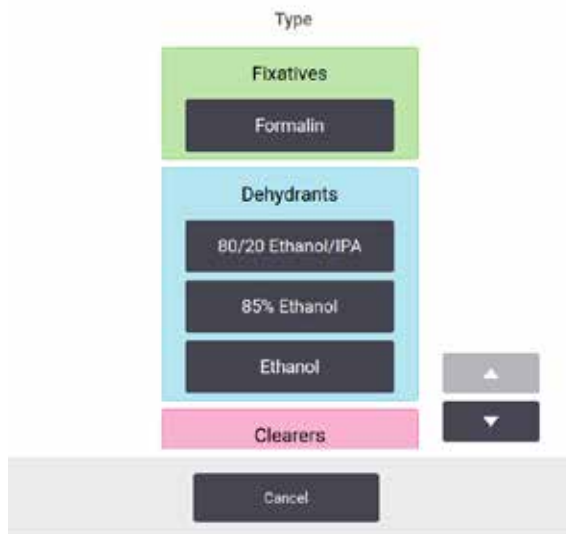 Type
Fixatives
Formalin
Dehydrants
80/20 Ethanol/IPA
85% Ethanol
Ethanol
Clearers
Cancel